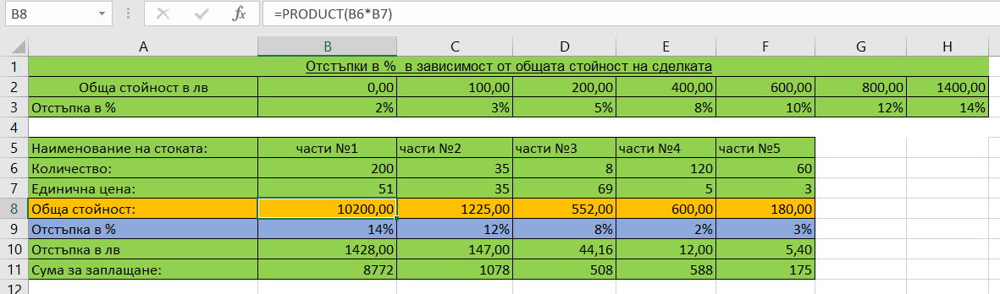 B8 fx =PRODUCT(B6*B7)
A B C D E F G H
1 Отстъпки в % в зависимост от общата стойност на сделката
2 Обща стойност в лв 0,00 100,00 200,00 400,00 600,00 800,00 1400,00
3 Отстъпка в % 2% 3% 5% 8% 10% 12% 14%
4
5 Наименование на стоката: части №1 части №2 части №3 части №4 части №5
6 Количество: 200 35 8 120 60
7 Единична цена: 51 35 69 5 3
8 Обща стойност: 10200,00 1225,00 552,00 600,00 180,00
9 Отстъпка в % 14% 12% 8% 2% 3%
10 Отстъпка в лв 1428,00 147,00 44,16 12,00 5,40
11 Сума за заплащане: 8772 1078 508 588 175
12